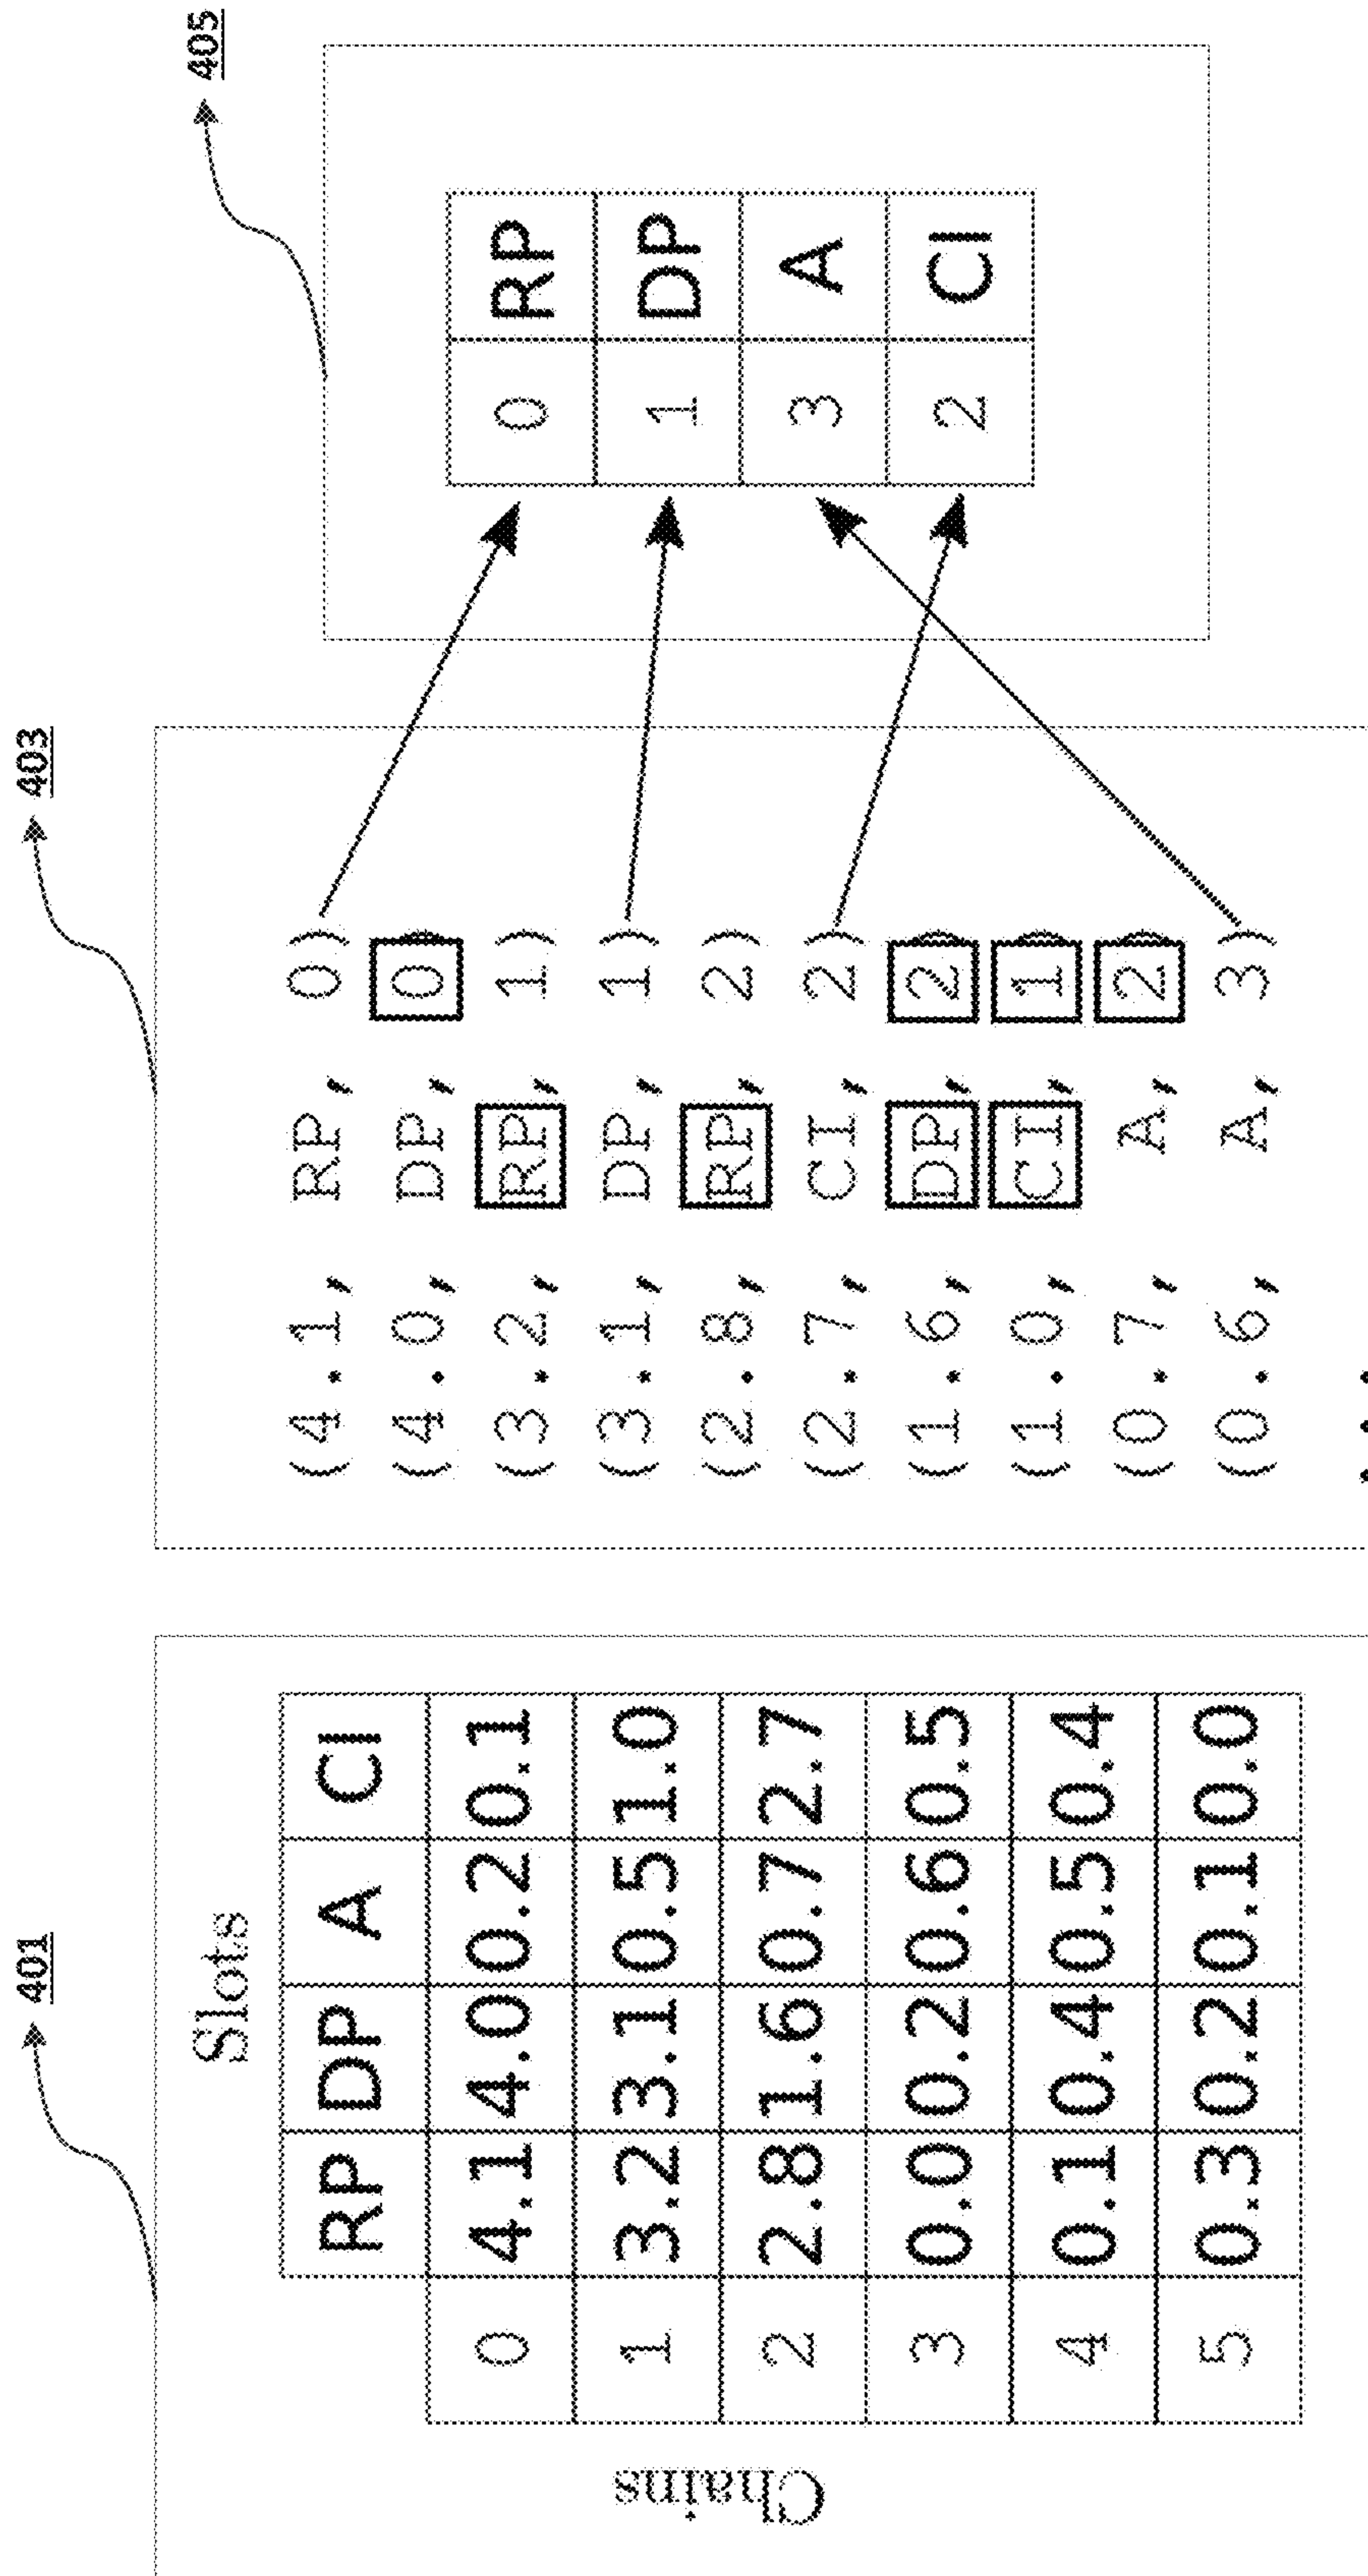 401
Slots
RP DP A CI
0 4.1 4.0 0.2 0.1
1 3.2 3.1 0.5 1.0
2 2.8 1.6 0.7 2.7
3 0.0 0.2 0.6 0.5
4 0.1 0.4 0.5 0.4
5 0.3 0.2 0.1 0.0
Chains
403
(4.1, RP, 0)
(4.0, DP, 0)
(3.2, RP, 1)
(3.1, DP, 1)
(2.8, RP, 2)
(2.7, CI, 2)
(1.6, DP, 2)
(1.0, CI, 1)
(0.7, A, 2)
(0.6, A, 3)
...
405
0 RP
1 DP
3 A
2 CI